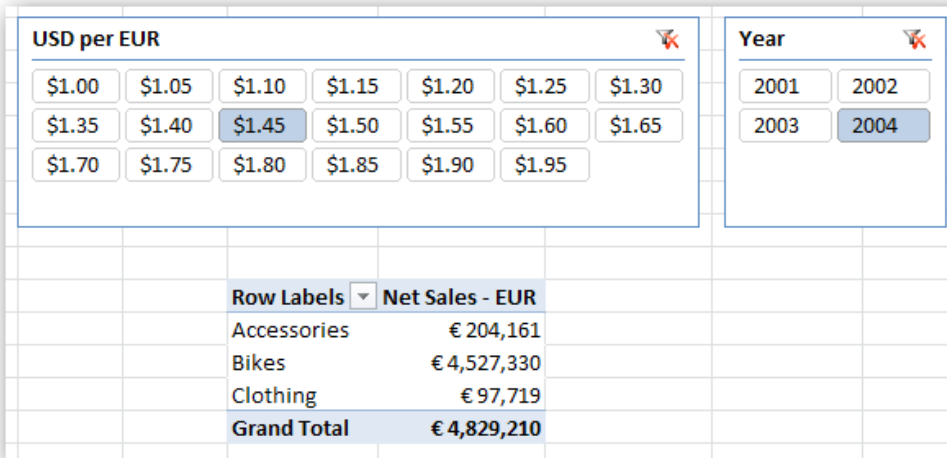 USD per EUR
$1.00 $1.05 $1.10 $1.15 $1.20 $1.25 $1.30
$1.35 $1.40 $1.45 $1.50 $1.55 $1.60 $1.65
$1.70 $1.75 $1.80 $1.85 $1.90 $1.95
Year
2001 2002
2003 2004
Row Labels Net Sales - EUR
Accessories € 204,161
Bikes € 4,527,330
Clothing € 97,719
Grand Total € 4,829,210